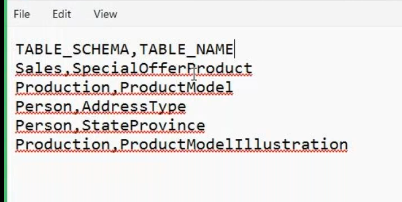 File Edit View
TABLE_SCHEMA,TABLE_NAME
Sales,SpecialOfferProduct
Production,ProductModel
Person,AddressType
Person,StateProvince
Production,ProductModelIllustration